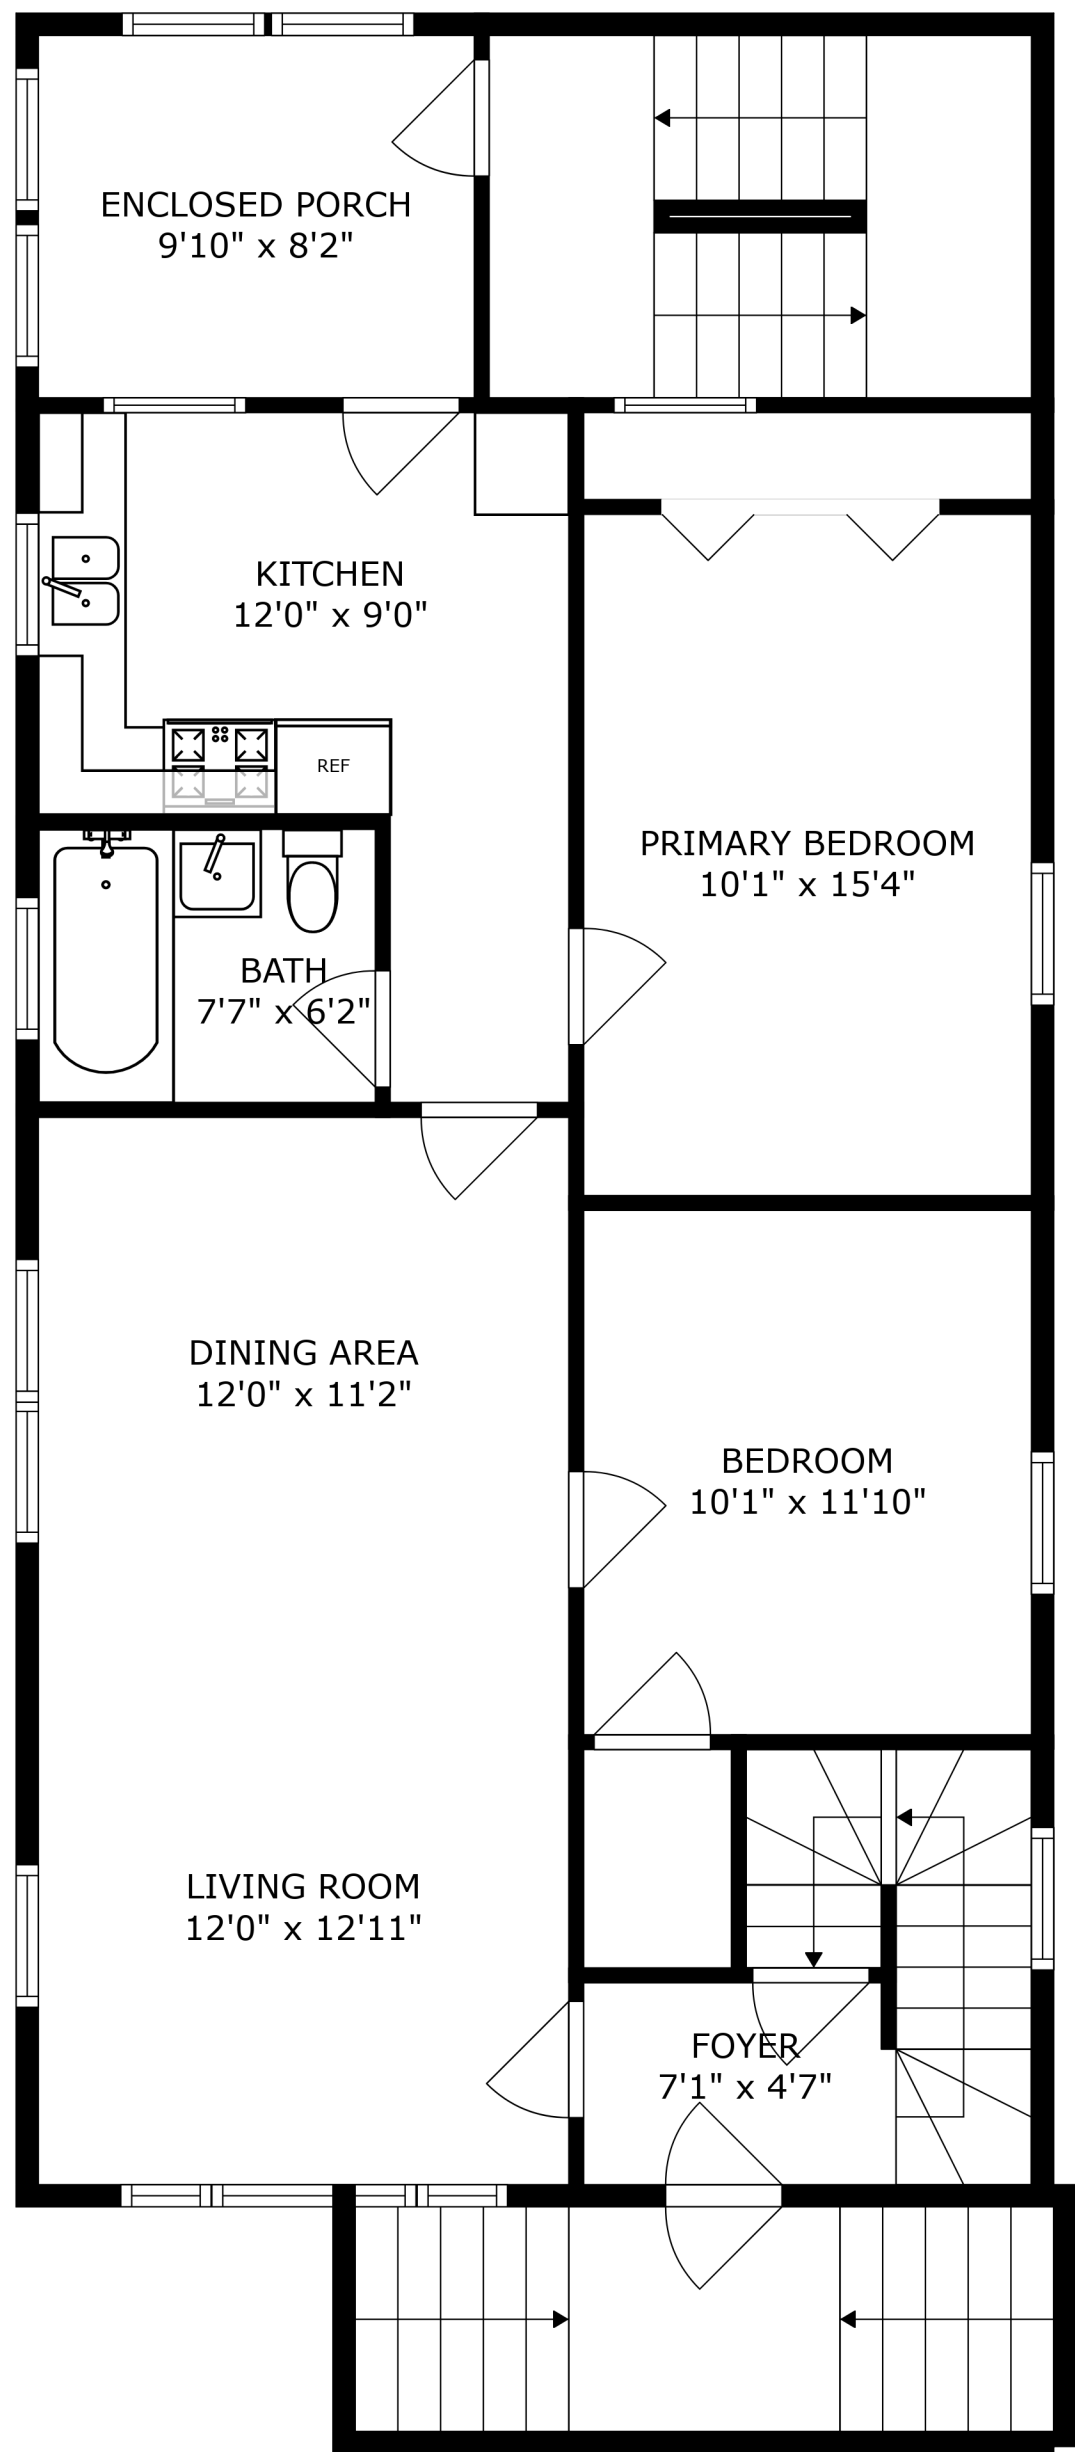 ENCLOSED PORCH
9'10" x 8'2"
KITCHEN
12'0" x 9'0"
REF
PRIMARY BEDROOM
10'1" x 15'4"
BATH
7'7" x 6'2"
DINING AREA
12'0" x 11'2"
BEDROOM
10'1" x 11'10"
LIVING ROOM
12'0" x 12'11"
FOYER
7'1" x 4'7"